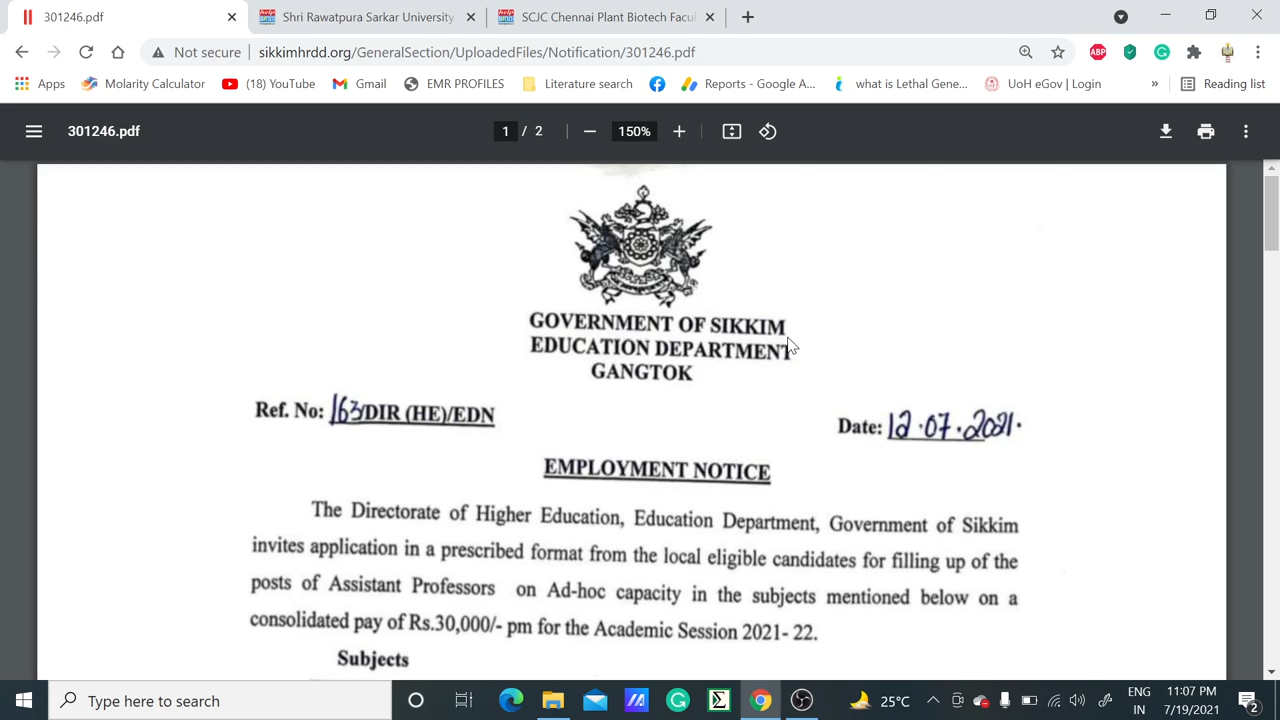 301246.pdf
Shri Rawatpura Sarkar University
SCJC Chennai Plant Biotech Facul
Not secure
sikkimhrdd.org/GeneralSection/UploadedFiles/Notification/301246.pdf
ABP
Apps
Molarity Calculator
(18) YouTube
Gmail
EMR PROFILES
Literature search
Reports - Google A...
what is Lethal Gene...
UoH eGov | Login
»
Reading list
301246.pdf
1 / 2
150%
GOVERNMENT OF SIKKIM
EDUCATION DEPARTMENT
GANGTOK
Ref. No: 163/DIR (HE)/EDN
Date: 12.07.2021.
EMPLOYMENT NOTICE
The Directorate of Higher Education, Education Department, Government of Sikkim
invites application in a prescribed format from the local eligible candidates for filling up of the
posts of Assistant Professors on Ad-hoc capacity in the subjects mentioned below on a
consolidated pay of Rs.30,000/- pm for the Academic Session 2021- 22.
Subjects
Type here to search
25°C
ENG
IN
11:07 PM
7/19/2021
2